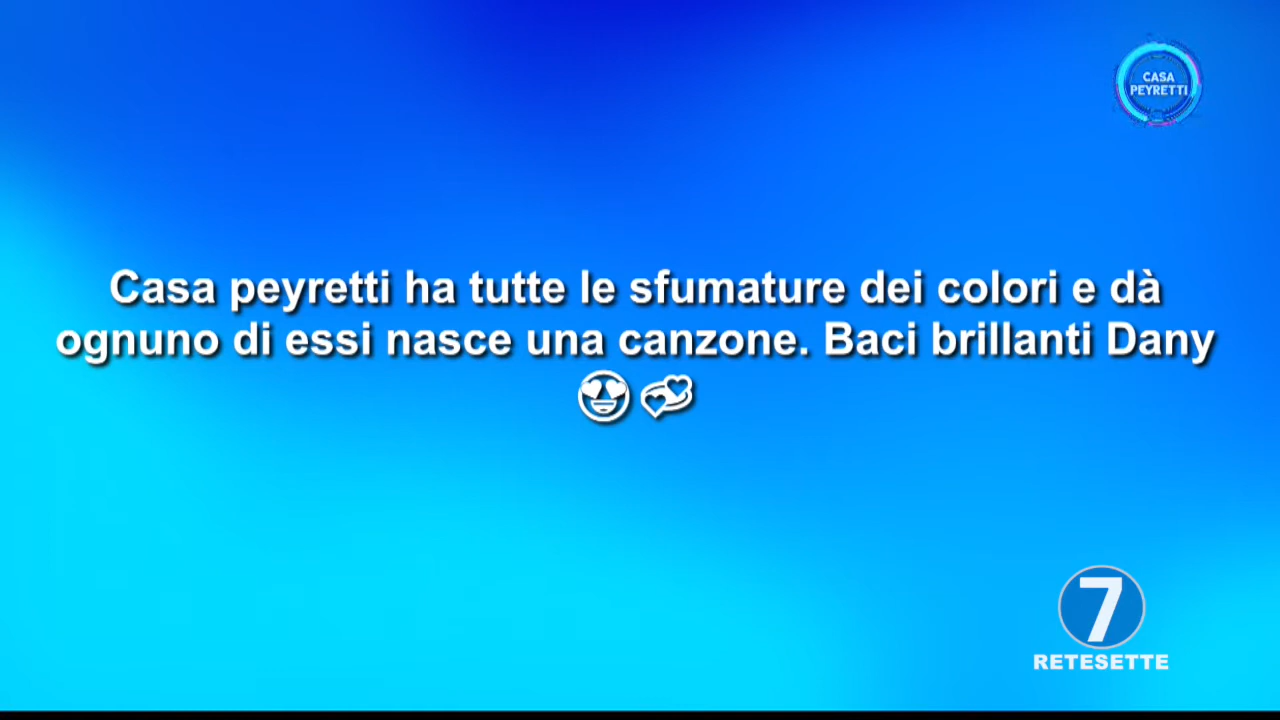 CASA
PEYRETTI
Casa peyretti ha tutte le sfumature dei colori e dà
ognuno di essi nasce una canzone. Baci brillanti Dany
😍💞
7
RETESETTE